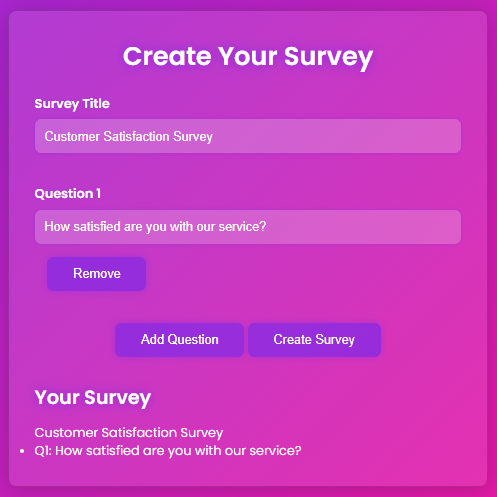 Create Your Survey
Survey Title
Customer Satisfaction Survey
Question 1
How satisfied are you with our service?
Remove
Add Question Create Survey
Your Survey
Customer Satisfaction Survey
• Q1: How satisfied are you with our service?